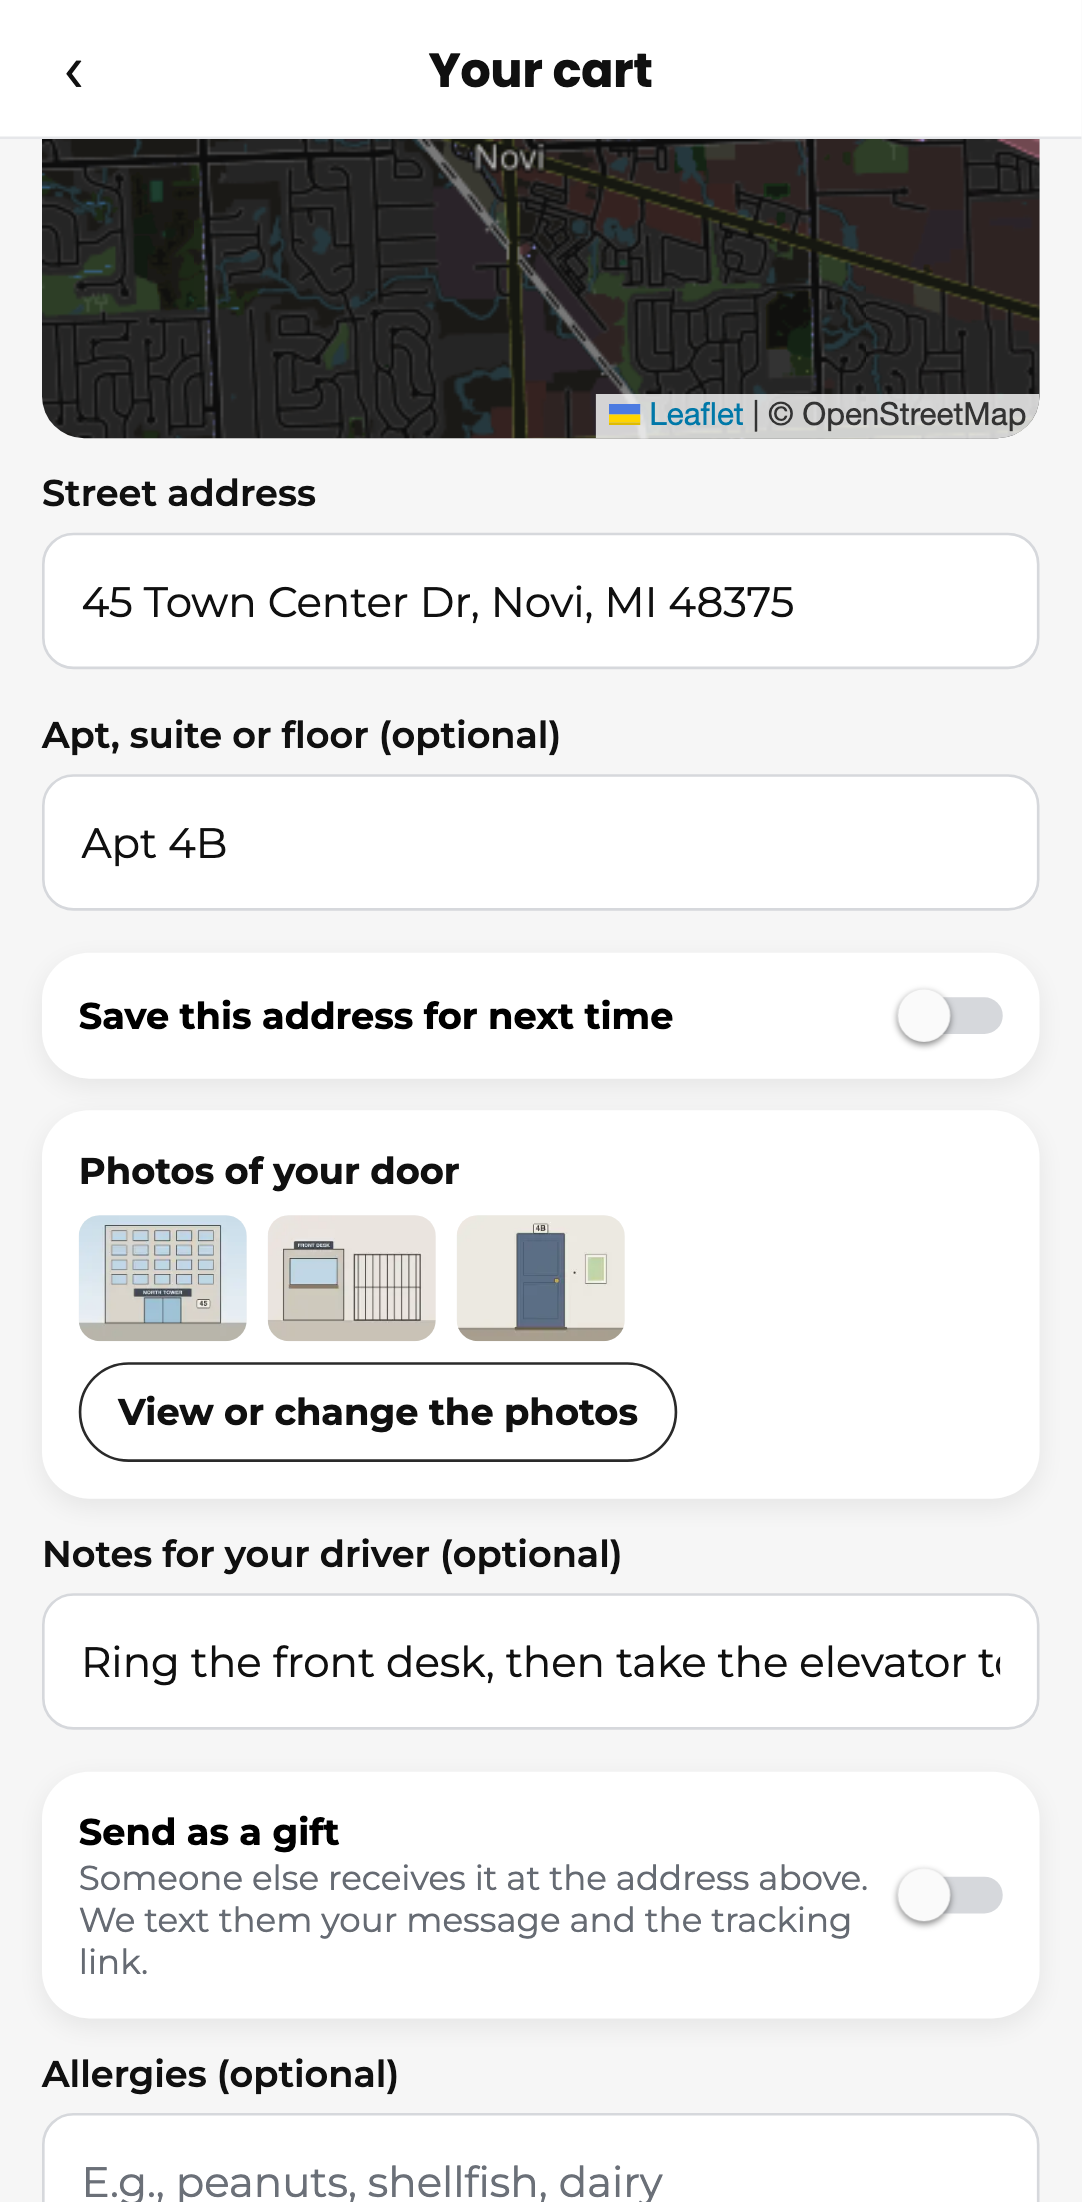 ‹
Your cart
Novi
Leaflet | © OpenStreetMap
Street address
45 Town Center Dr, Novi, MI 48375
Apt, suite or floor (optional)
Apt 4B
Save this address for next time
Photos of your door
NORTH TOWER
45
FRONT DESK
4B
View or change the photos
Notes for your driver (optional)
Ring the front desk, then take the elevator to
Send as a gift
Someone else receives it at the address above.
We text them your message and the tracking
link.
Allergies (optional)
E.g., peanuts, shellfish, dairy